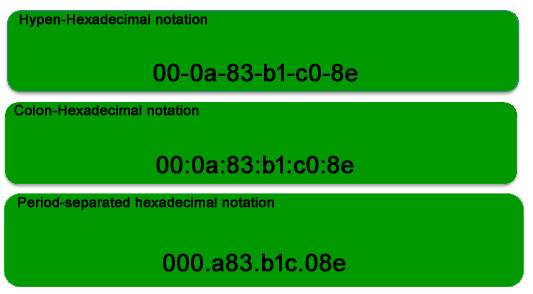 Hypen-Hexadecimal notation
00-0a-83-b1-c0-8e
Colon-Hexadecimal notation
00:0a:83:b1:c0:8e
Period-separated hexadecimal notation
000.a83.b1c.08e